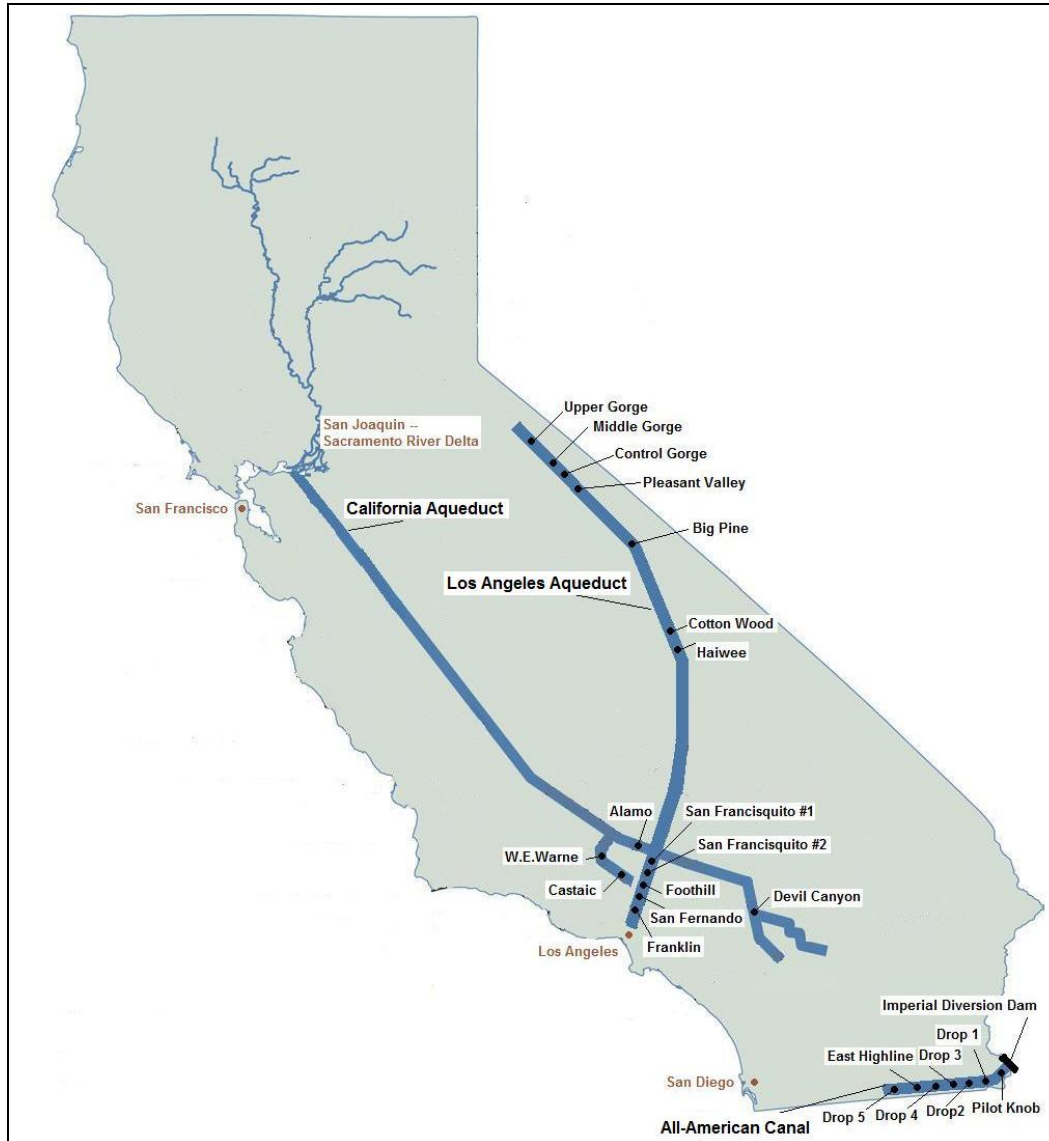 Upper Gorge
Middle Gorge
San Joaquin --
Sacramento River Delta
Control Gorge
Pleasant Valley
San Francisco
California Aqueduct
Big Pine
Los Angeles Aqueduct
Cotton Wood
Haiwee
Alamo
San Francisquito #1
San Francisquito #2
W.E.Warne
Castaic
Foothill
Devil Canyon
San Fernando
Los Angeles
Franklin
Imperial Diversion Dam
Drop 1
East Highline
Drop 3
San Diego
Drop 5
Drop 4
Drop2
Pilot Knob
All-American Canal